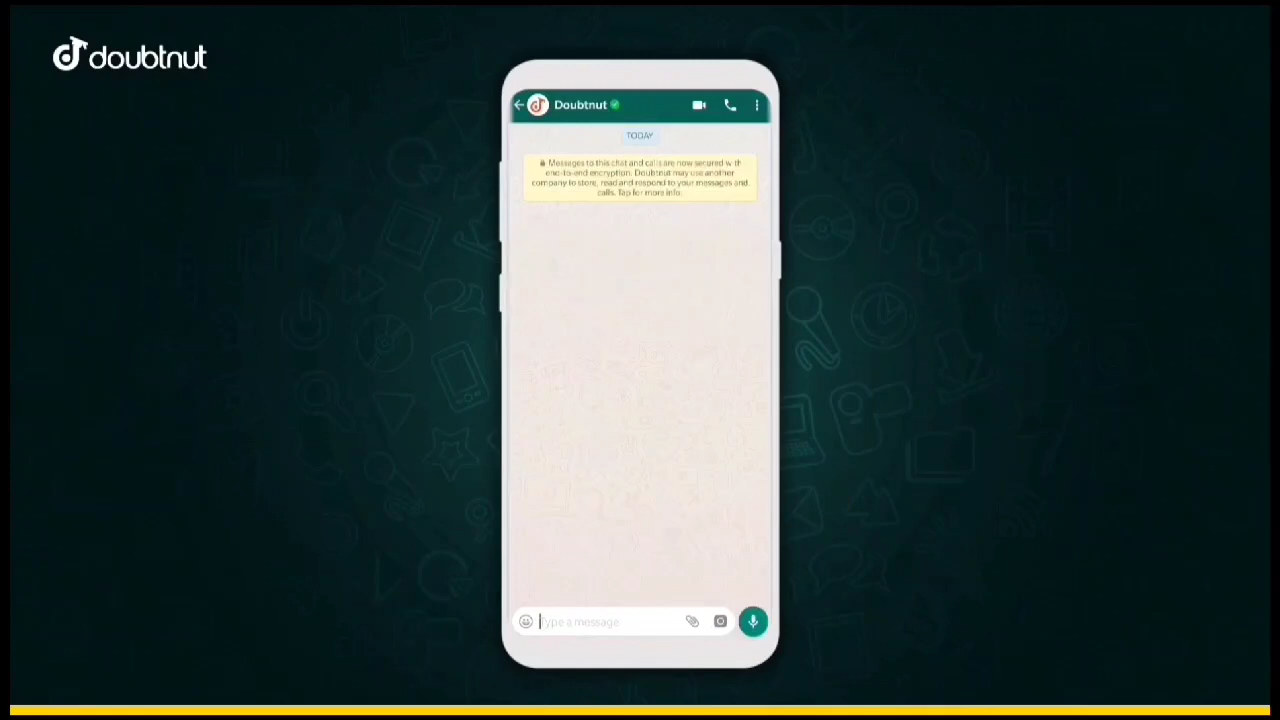 doubtnut
Doubtnut
TODAY
Messages to this chat and calls are now secured with
end-to-end encryption. Doubtnut may use another
company to store, read and respond to your messages and
calls. Tap for more info.
Type a message